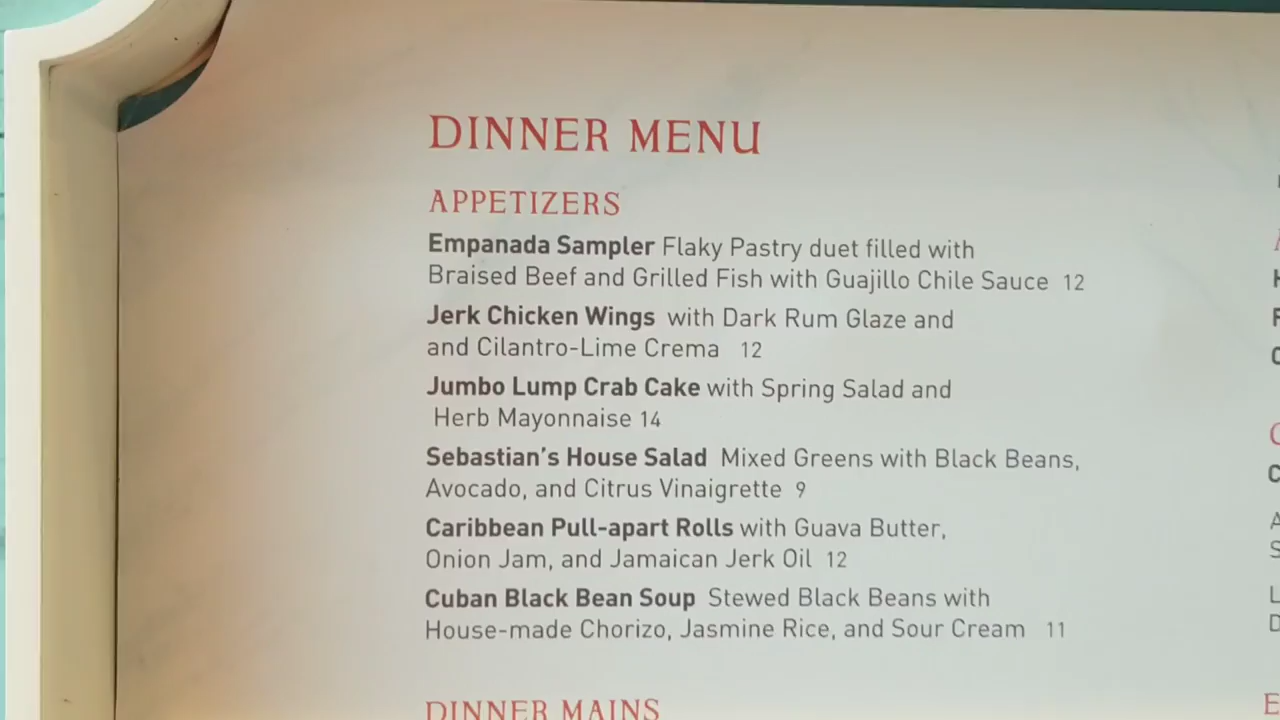 DINNER MENU
APPETIZERS
Empanada Sampler Flaky Pastry duet filled with
Braised Beef and Grilled Fish with Guajillo Chile Sauce 12
Jerk Chicken Wings with Dark Rum Glaze and
and Cilantro-Lime Crema 12
Jumbo Lump Crab Cake with Spring Salad and
Herb Mayonnaise 14
Sebastian's House Salad Mixed Greens with Black Beans,
Avocado, and Citrus Vinaigrette 9
Caribbean Pull-apart Rolls with Guava Butter,
Onion Jam, and Jamaican Jerk Oil 12
Cuban Black Bean Soup Stewed Black Beans with
House-made Chorizo, Jasmine Rice, and Sour Cream 11
DINNER MAINS